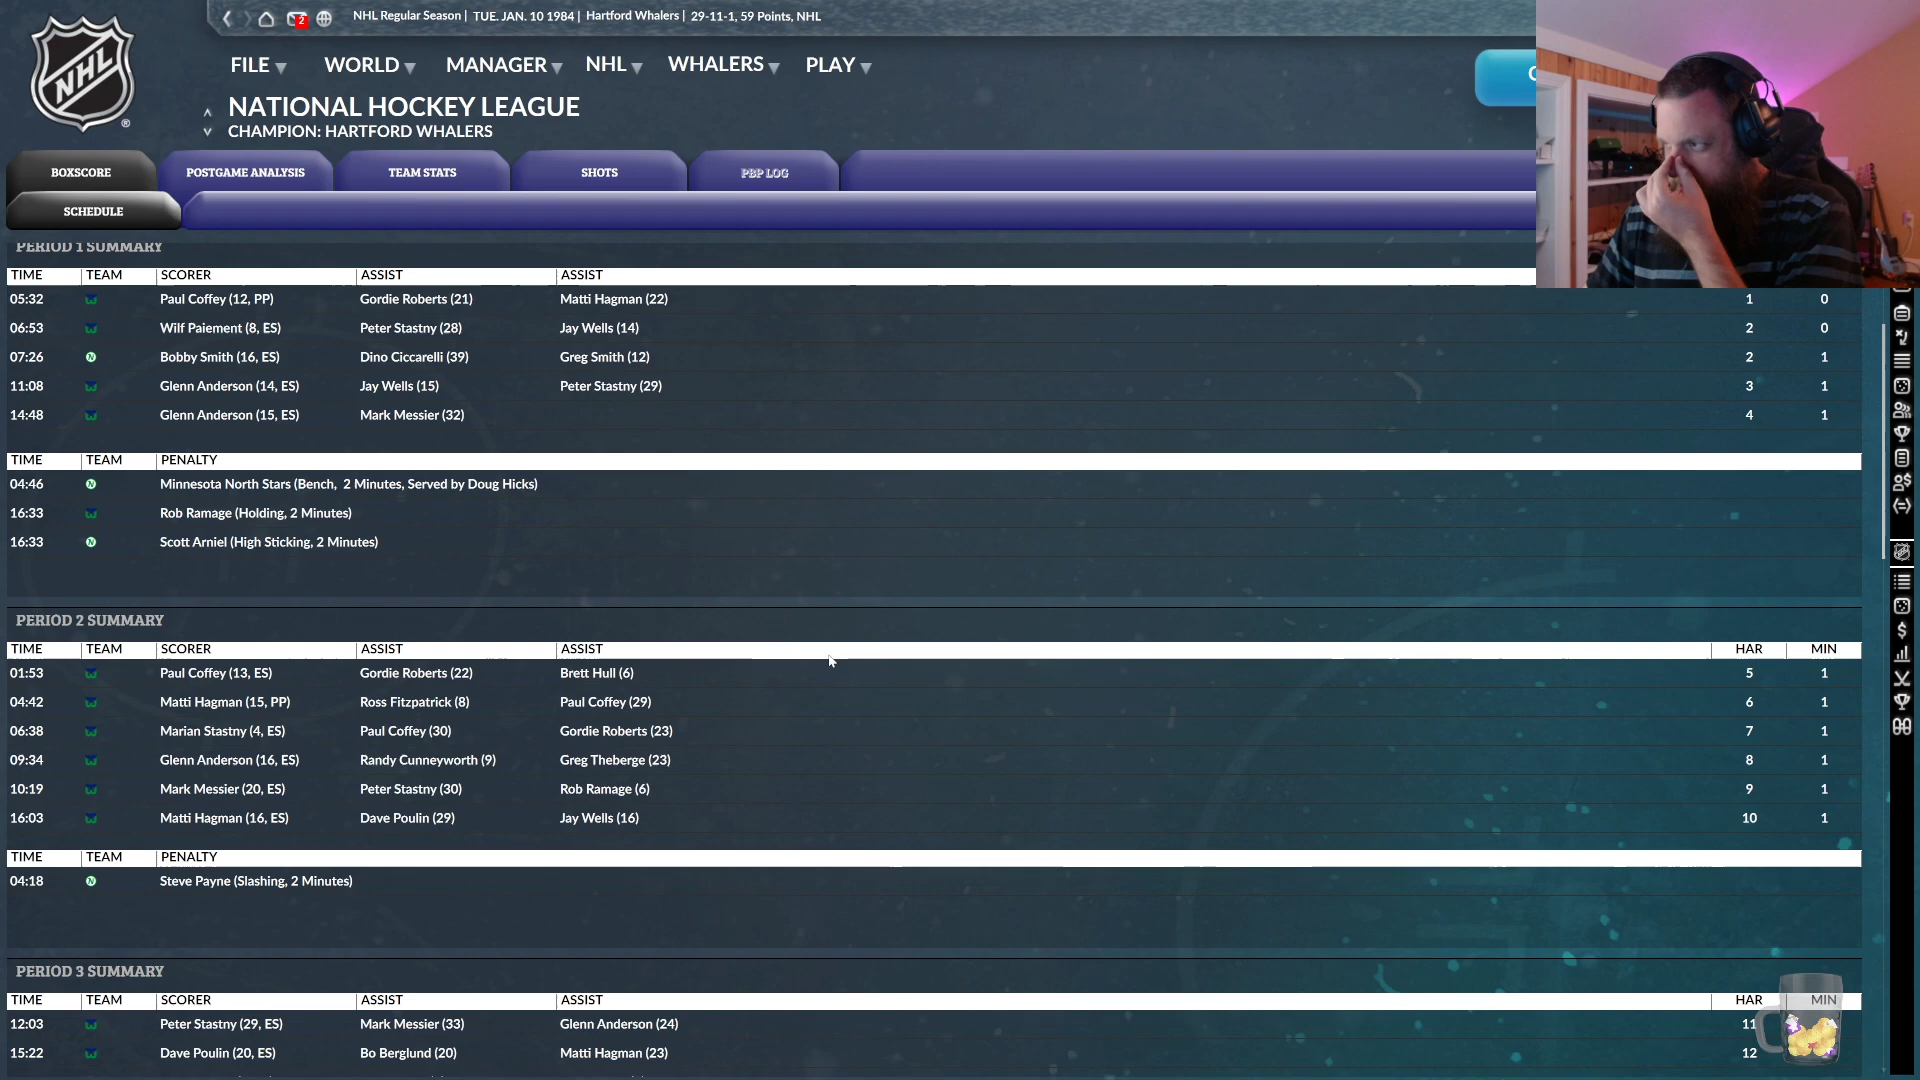 2
NHL Regular Season | TUE. JAN. 10 1984 | Hartford Whalers | 29-11-1, 59 Points, NHL
NHL
FILE WORLD MANAGER NHL WHALERS PLAY
NATIONAL HOCKEY LEAGUE
CHAMPION: HARTFORD WHALERS
BOXSCORE POSTGAME ANALYSIS TEAM STATS SHOTS PBP LOG
SCHEDULE
PERIOD 1 SUMMARY
TIME TEAM SCORER ASSIST ASSIST
05:32 Paul Coffey (12, PP) Gordie Roberts (21) Matti Hagman (22) 1 0
06:53 Wilf Paiement (8, ES) Peter Stastny (28) Jay Wells (14) 2 0
07:26 Bobby Smith (16, ES) Dino Ciccarelli (39) Greg Smith (12) 2 1
11:08 Glenn Anderson (14, ES) Jay Wells (15) Peter Stastny (29) 3 1
14:48 Glenn Anderson (15, ES) Mark Messier (32) 4 1
TIME TEAM PENALTY
04:46 Minnesota North Stars (Bench, 2 Minutes, Served by Doug Hicks)
16:33 Rob Ramage (Holding, 2 Minutes)
16:33 Scott Arniel (High Sticking, 2 Minutes)
PERIOD 2 SUMMARY
TIME TEAM SCORER ASSIST ASSIST HAR MIN
01:53 Paul Coffey (13, ES) Gordie Roberts (22) Brett Hull (6) 5 1
04:42 Matti Hagman (15, PP) Ross Fitzpatrick (8) Paul Coffey (29) 6 1
06:38 Marian Stastny (4, ES) Paul Coffey (30) Gordie Roberts (23) 7 1
09:34 Glenn Anderson (16, ES) Randy Cunneyworth (9) Greg Theberge (23) 8 1
10:19 Mark Messier (20, ES) Peter Stastny (30) Rob Ramage (6) 9 1
16:03 Matti Hagman (16, ES) Dave Poulin (29) Jay Wells (16) 10 1
TIME TEAM PENALTY
04:18 Steve Payne (Slashing, 2 Minutes)
PERIOD 3 SUMMARY
TIME TEAM SCORER ASSIST ASSIST HAR MIN
12:03 Peter Stastny (29, ES) Mark Messier (33) Glenn Anderson (24) 11
15:22 Dave Poulin (20, ES) Bo Berglund (20) Matti Hagman (23) 12